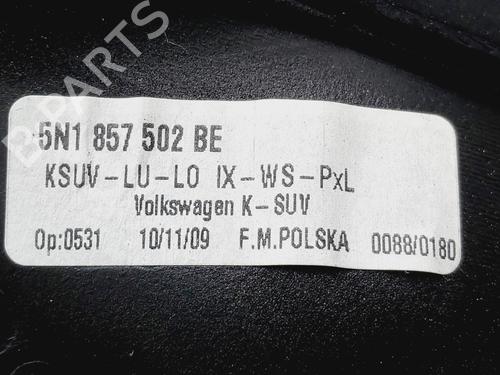 5N1 857 502 BE
KSUV-LU-LO IX-WS-PxL
Volkswagen K-SUV
Op:0531 10/11/09 F.M.POLSKA 0088/0180
B-PARTS